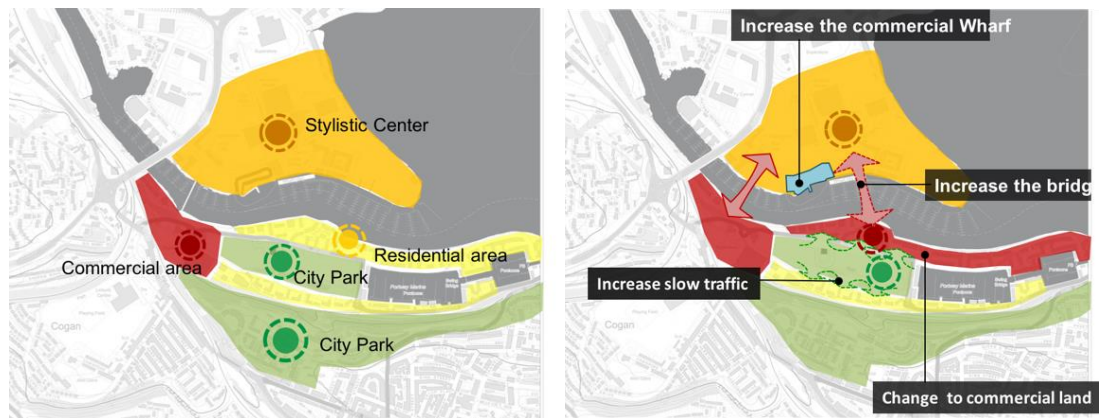 Stylistic Center
Residential area
Commercial area
City Park
City Park
Cogan
Increase the commercial Wharf
Increase the bridg
Increase slow traffic
Change to commercial land
Cogan